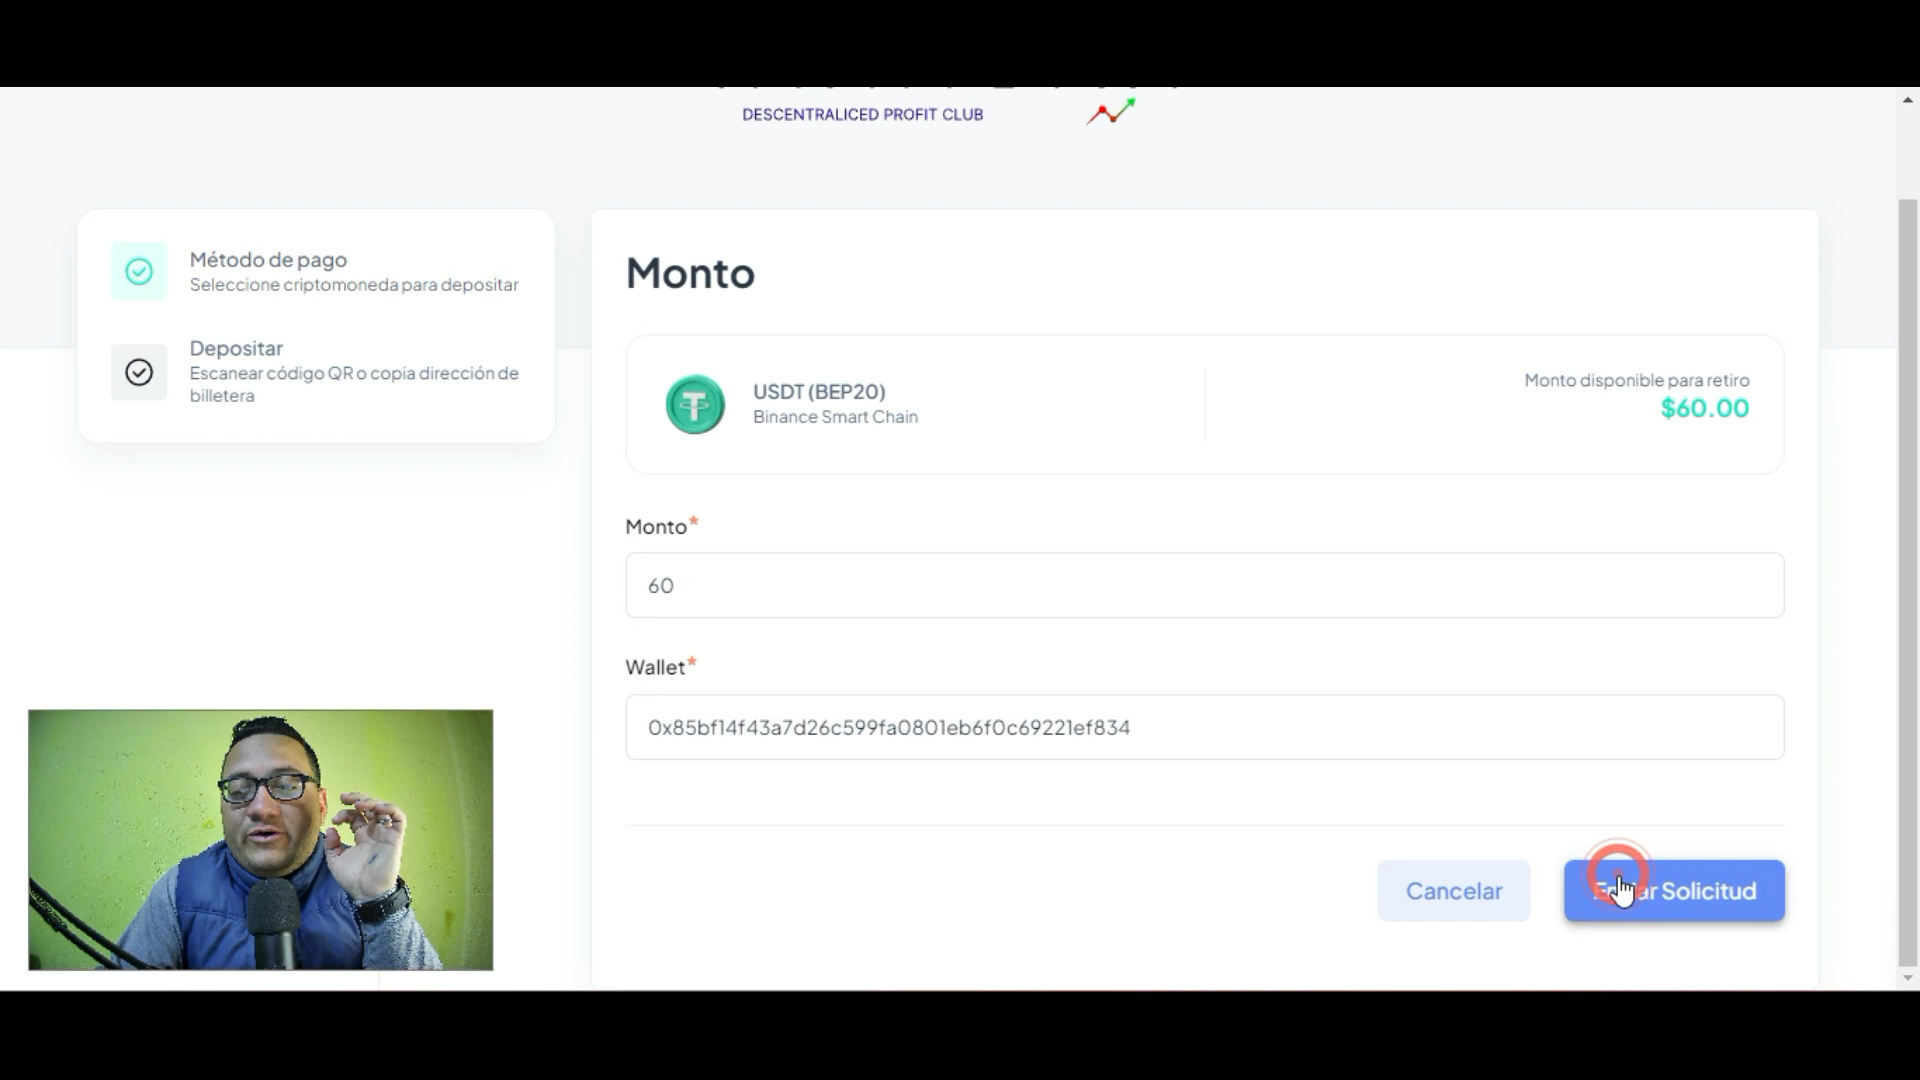 DESCENTRALICED PROFIT CLUB
Método de pago
Seleccione criptomoneda para depositar
Depositar
Escanear código QR o copia dirección de
billetera
Monto
USDT (BEP20)
Binance Smart Chain
Monto disponible para retiro
$60.00
Monto*
60
Wallet*
0x85bf14f43a7d26c599fa0801eb6f0c69221ef834
Cancelar
Enviar Solicitud